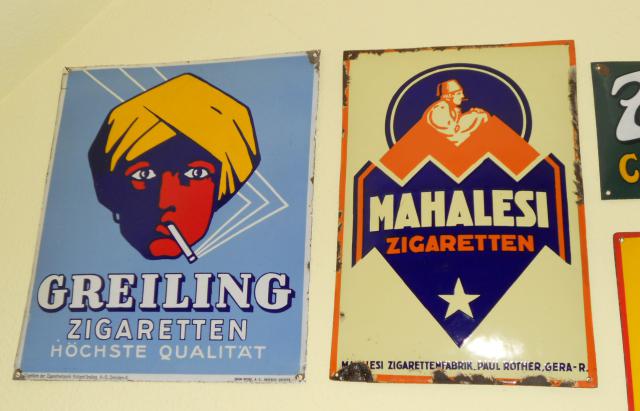 GREILING
ZIGARETTEN
HÖCHSTE QUALITÄT
MAHALESI
ZIGARETTEN
MAHALESI ZIGARETTENFABRIK, PAUL ROTHER, GERA-R.